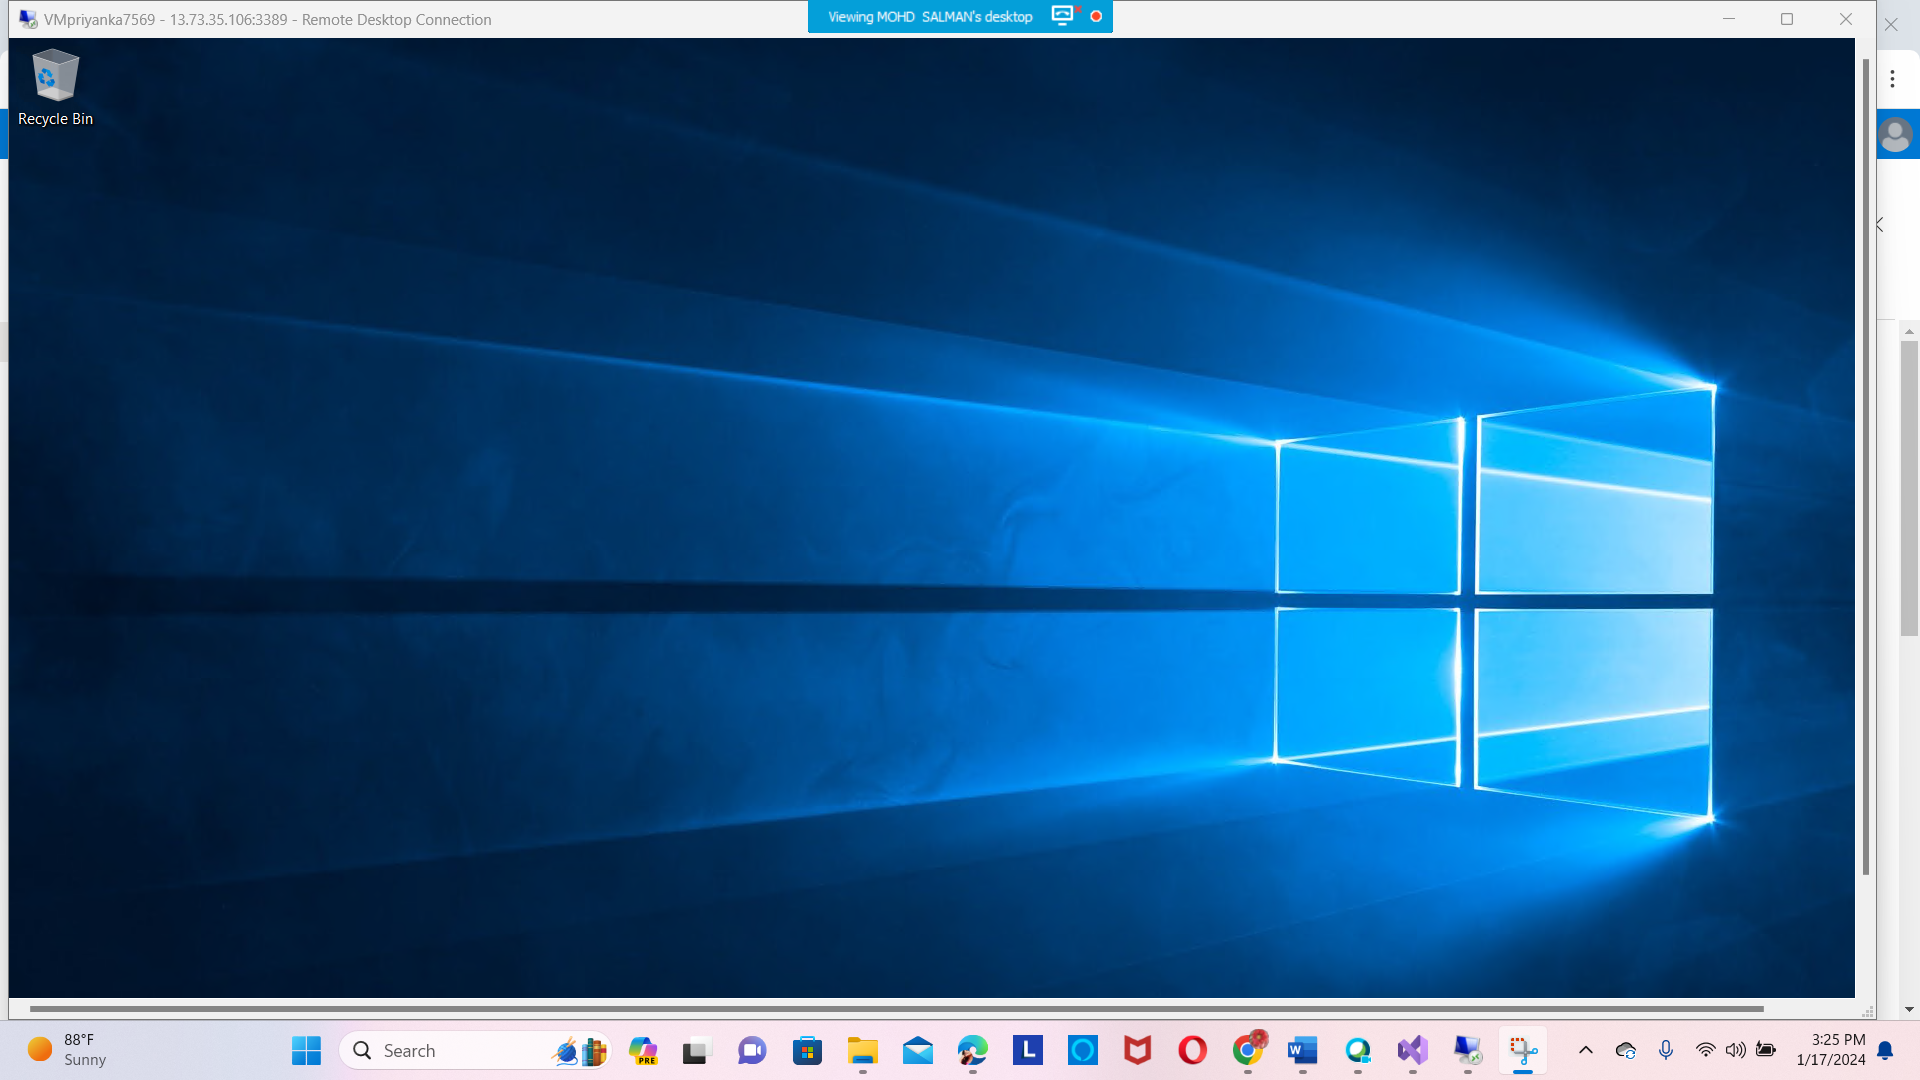 VMpriyanka7569 - 13.73.35.106:3389 - Remote Desktop Connection
Viewing MOHD SALMAN's desktop
Recycle Bin
88°F
Sunny
Search
PRE
L
W
3:25 PM
1/17/2024